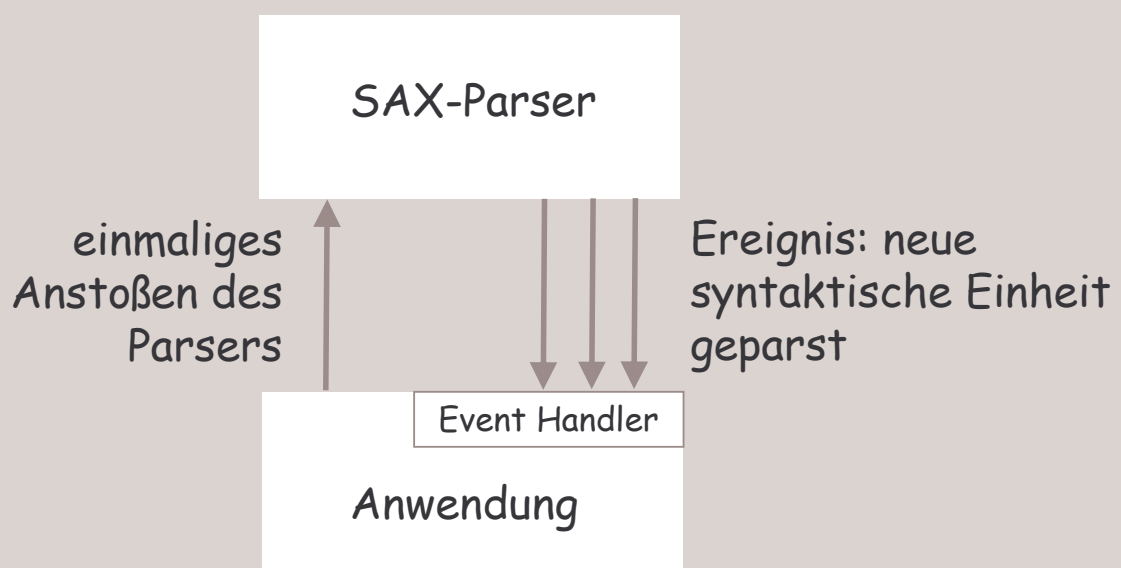 SAX-Parser
einmaliges
Anstoßen des
Parsers
Ereignis: neue
syntaktische Einheit
geparst
Event Handler
Anwendung